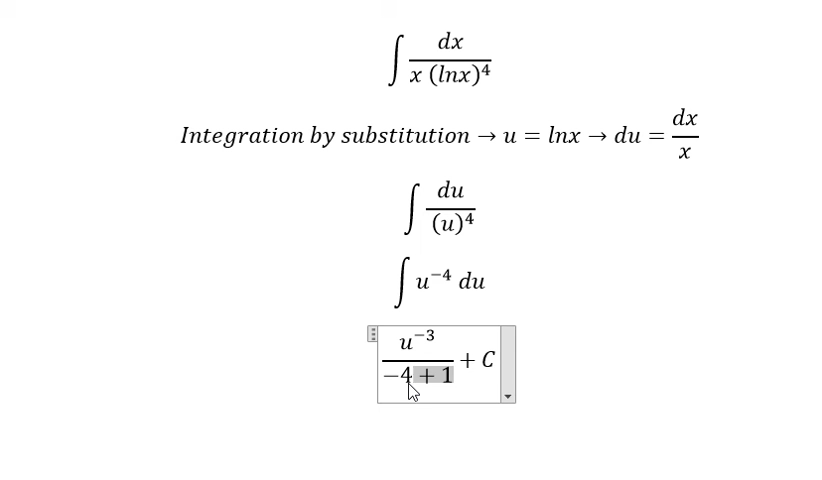 ∫ dx / x (lnx)⁴
Integration by substitution → u = lnx → du = dx / x
∫ du / (u)⁴
∫ u⁻⁴ du
u⁻³ / −4 + 1 + C